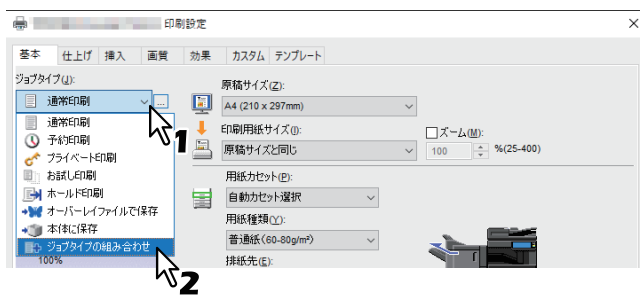 印刷設定
基本 仕上げ 挿入 画質 効果 カスタム テンプレート
ジョブタイプ(J):
通常印刷 ...
通常印刷
予約印刷
プライベート印刷
お試し印刷
ホールド印刷
オーバーレイファイルで保存
本体に保存
ジョブタイプの組み合わせ
100%
1
2
原稿サイズ(Z):
A4 (210 x 297mm)
印刷用紙サイズ(I):
原稿サイズと同じ
ズーム(M):
100 %(25-400)
用紙カセット(P):
自動カセット選択
用紙種類(Y):
普通紙(60-80g/m²)
排紙先(E):